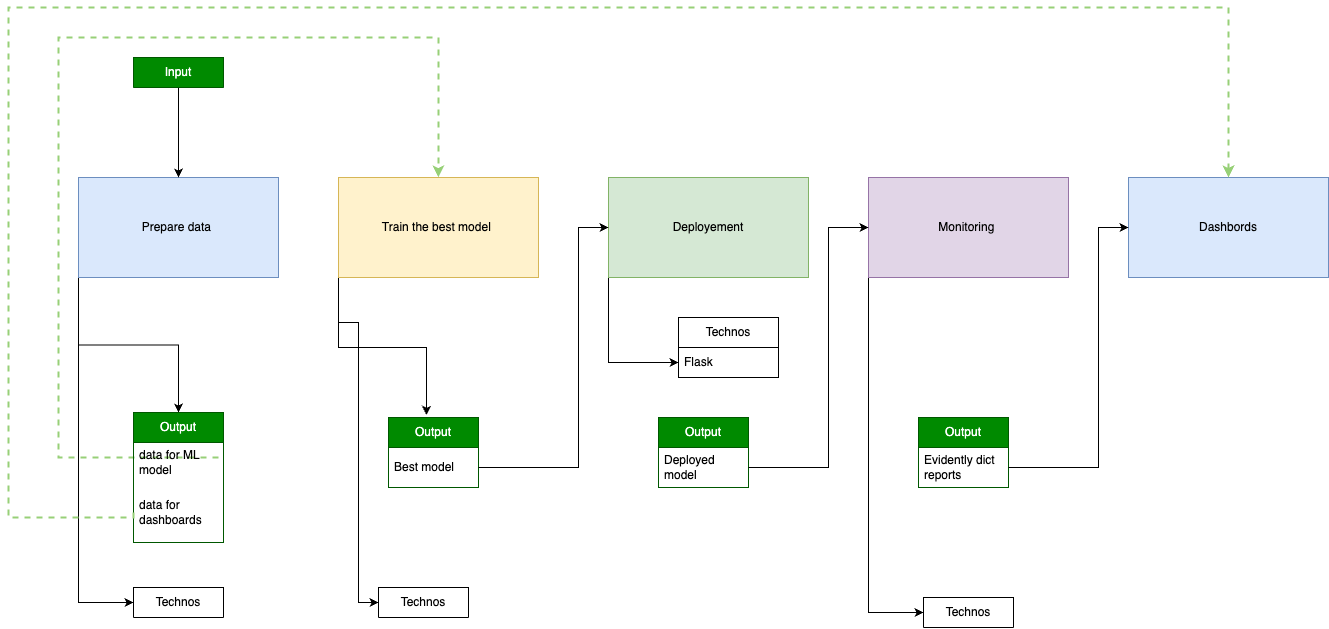 Input
Prepare data
Train the best model
Deployement
Monitoring
Dashbords
Technos
Flask
Output
data for ML
model
data for
dashboards
Output
Best model
Output
Deployed
model
Output
Evidently dict
reports
Technos
Technos
Technos